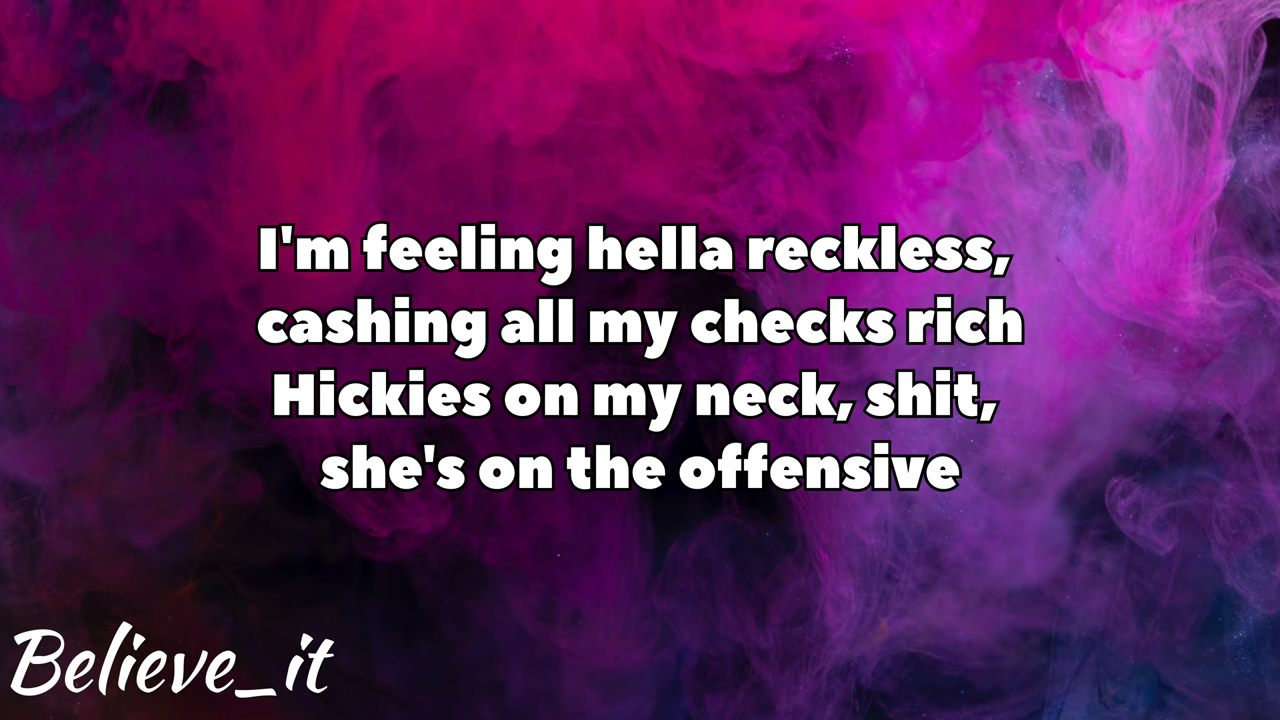 I'm feeling hella reckless,
cashing all my checks rich
Hickies on my neck, shit,
she's on the offensive
Believe_it